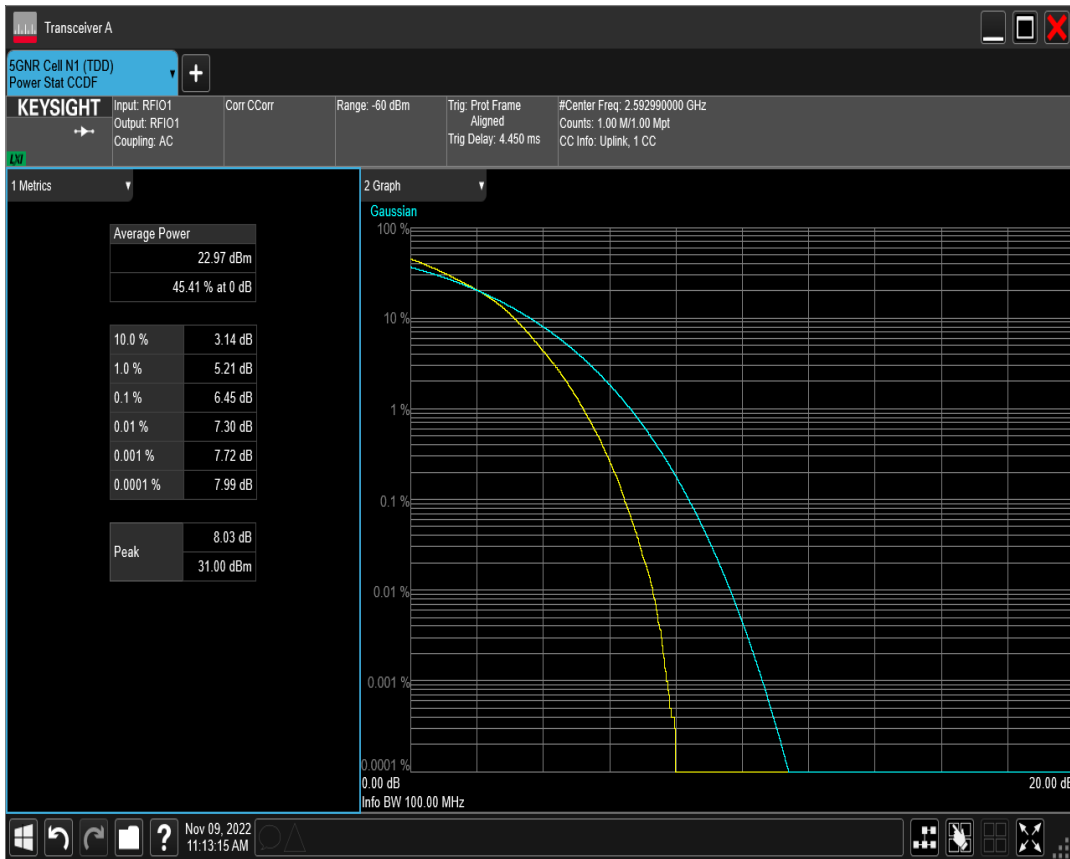 Transceiver A
5GNR Cell N1 (TDD)
Power Stat CCDF
+
KEYSIGHT
LXI
Input: RFIO1
Output: RFIO1
Coupling: AC
Corr CCorr
Range: -60 dBm
Trig: Prot Frame
Aligned
Trig Delay: 4.450 ms
#Center Freq: 2.592990000 GHz
Counts: 1.00 M/1.00 Mpt
CC Info: Uplink, 1 CC
1 Metrics
Average Power
22.97 dBm
45.41 % at 0 dB
10.0 % 3.14 dB
1.0 % 5.21 dB
0.1 % 6.45 dB
0.01 % 7.30 dB
0.001 % 7.72 dB
0.0001 % 7.99 dB
Peak
8.03 dB
31.00 dBm
2 Graph
Gaussian
100 %
10 %
1 %
0.1 %
0.01 %
0.001 %
0.0001 %
0.00 dB 20.00 dB
Info BW 100.00 MHz
?
Nov 09, 2022
11:13:15 AM